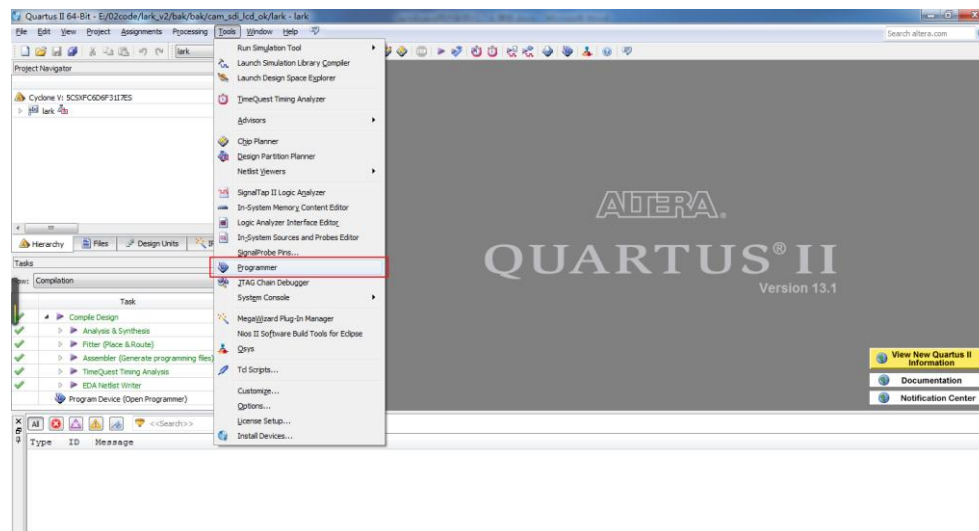 Quartus II 64-Bit - E:/02code/lark_v2/bak/bak/cam_sdi_lcd_ok/lark - lark
File Edit View Project Assignments Processing Tools Window Help
Search altera.com
lark
Project Navigator
Cyclone V: 5CSXFC6D6F31I7ES
lark
Hierarchy Files Design Units
Tasks
Compilation
Task
Compile Design
Analysis & Synthesis
Fitter (Place & Route)
Assembler (Generate programming files)
TimeQuest Timing Analysis
EDA Netlist Writer
Program Device (Open Programmer)
Run Simulation Tool
Launch Simulation Library Compiler
Launch Design Space Explorer
TimeQuest Timing Analyzer
Advisors
Chip Planner
Design Partition Planner
Netlist Viewers
SignalTap II Logic Analyzer
In-System Memory Content Editor
Logic Analyzer Interface Editor
In-System Sources and Probes Editor
SignalProbe Pins...
Programmer
JTAG Chain Debugger
System Console
MegaWizard Plug-In Manager
Nios II Software Build Tools for Eclipse
Qsys
Tcl Scripts...
Customize...
Options...
License Setup...
Install Devices...
ALTERA.
QUARTUS® II
Version 13.1
View New Quartus II
Information
Documentation
Notification Center
All <<Search>>
Type ID Message